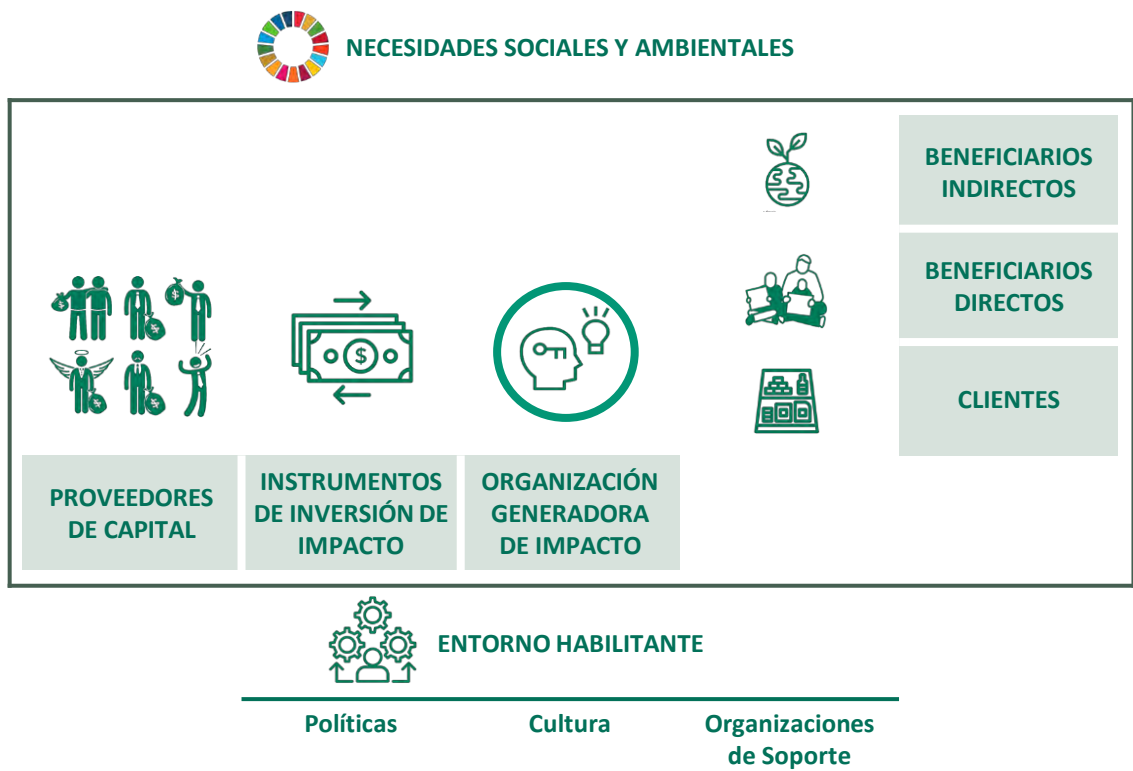 NECESIDADES SOCIALES Y AMBIENTALES
BENEFICIARIOS
INDIRECTOS
BENEFICIARIOS
DIRECTOS
CLIENTES
PROVEEDORES
DE CAPITAL
INSTRUMENTOS
DE INVERSIÓN DE
IMPACTO
ORGANIZACIÓN
GENERADORA
DE IMPACTO
ENTORNO HABILITANTE
Políticas
Cultura
Organizaciones
de Soporte